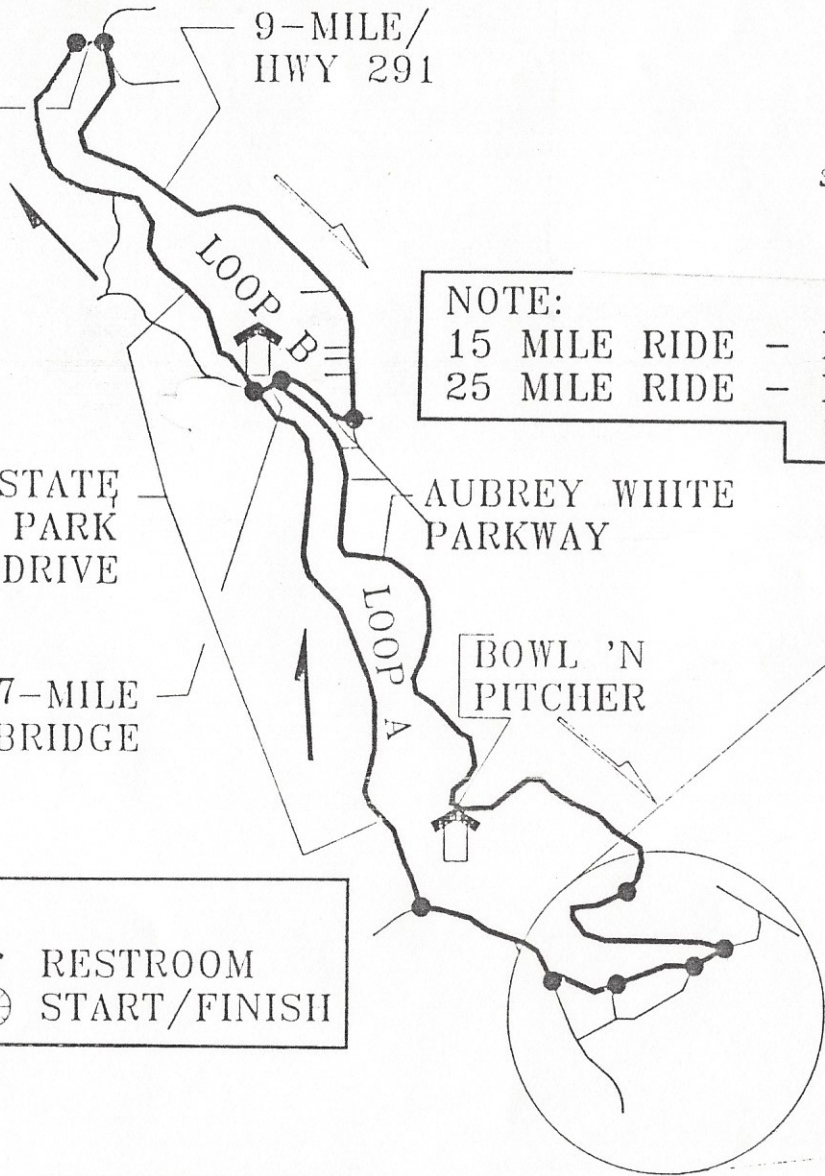 9-MILE/
HWY 291
LOOP B
NOTE:
15 MILE RIDE -
25 MILE RIDE -
STATE
PARK
DRIVE
AUBREY WHITE
PARKWAY
LOOP A
7-MILE
BRIDGE
BOWL 'N
PITCHER
RESTROOM
START/FINISH